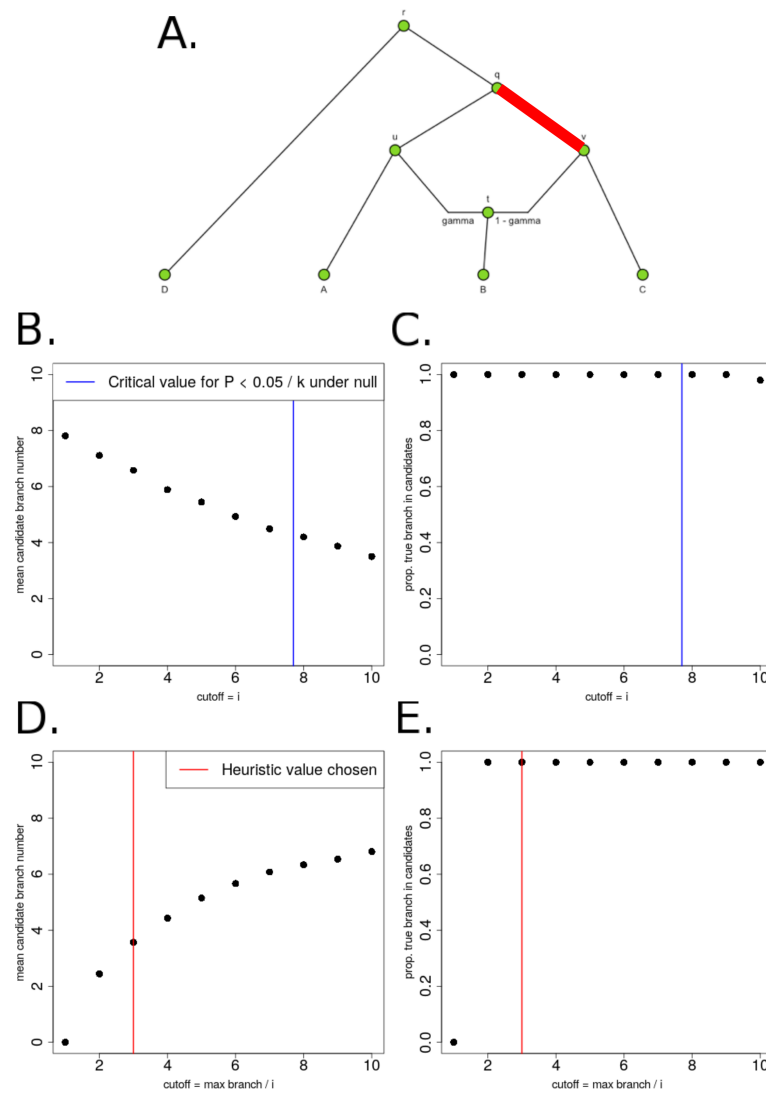 A.
r
q
u
v
t
gamma
1 - gamma
D
A
B
C
B.
C.
Critical value for P < 0.05 / k under null
mean candidate branch number
0
2
4
6
8
10
2
4
6
8
10
cutoff = i
prop. true branch in candidates
0.0
0.2
0.4
0.6
0.8
1.0
2
4
6
8
10
cutoff = i
D.
E.
Heuristic value chosen
mean candidate branch number
0
2
4
6
8
10
2
4
6
8
10
cutoff = max branch / i
prop. true branch in candidates
0.0
0.2
0.4
0.6
0.8
1.0
2
4
6
8
10
cutoff = max branch / i